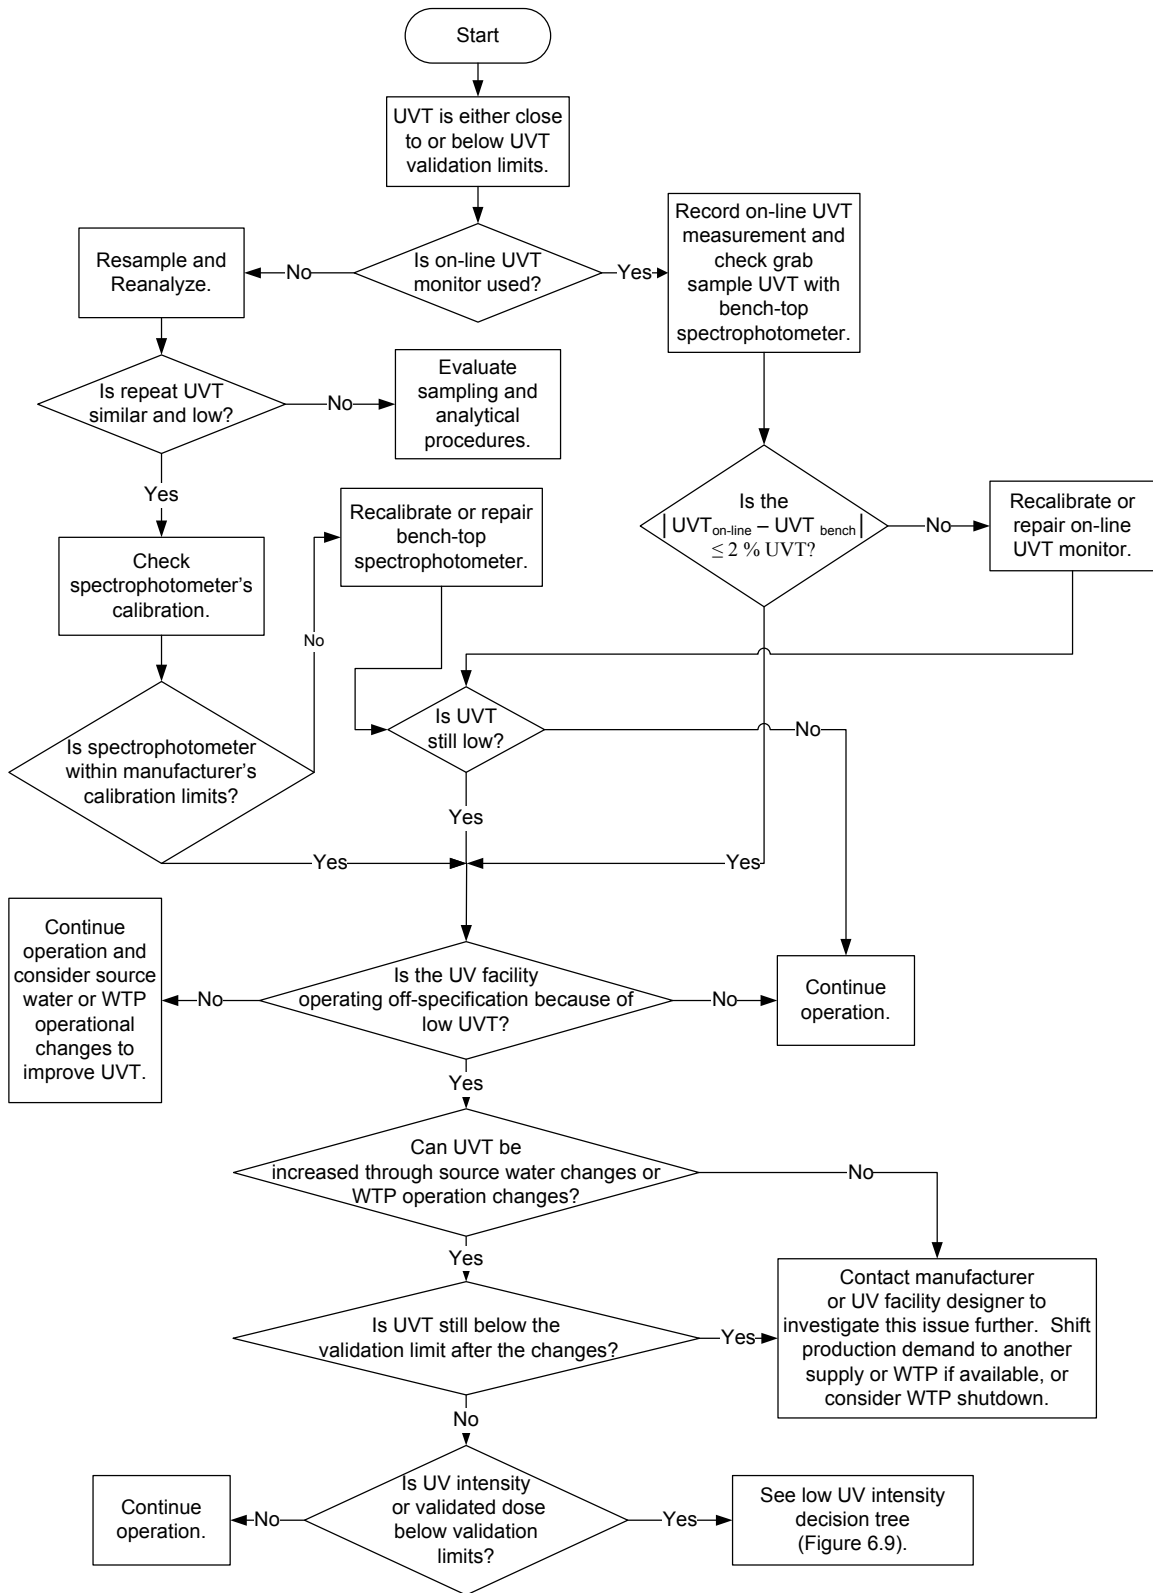 Start
UVT is either close
to or below UVT
validation limits.
Is on-line UVT
monitor used?
No
Yes
Resample and
Reanalyze.
Record on-line UVT
measurement and
check grab
sample UVT with
bench-top
spectrophotometer.
Is repeat UVT
similar and low?
No
Evaluate
sampling and
analytical
procedures.
Yes
Is the
|UVTon-line – UVT bench|
≤ 2 % UVT?
No
Recalibrate or
repair on-line
UVT monitor.
Recalibrate or repair
bench-top
spectrophotometer.
Check
spectrophotometer's
calibration.
No
Is spectrophotometer
within manufacturer's
calibration limits?
Is UVT
still low?
No
Yes
Yes
Yes
Continue
operation and
consider source
water or WTP
operational
changes to
improve UVT.
No
Is the UV facility
operating off-specification because of
low UVT?
No
Continue
operation.
Yes
Can UVT be
increased through source water changes or
WTP operation changes?
No
Yes
Is UVT still below the
validation limit after the changes?
Yes
Contact manufacturer
or UV facility designer to
investigate this issue further.  Shift
production demand to another
supply or WTP if available, or
consider WTP shutdown.
No
Continue
operation.
No
Is UV intensity
or validated dose
below validation
limits?
Yes
See low UV intensity
decision tree
(Figure 6.9).